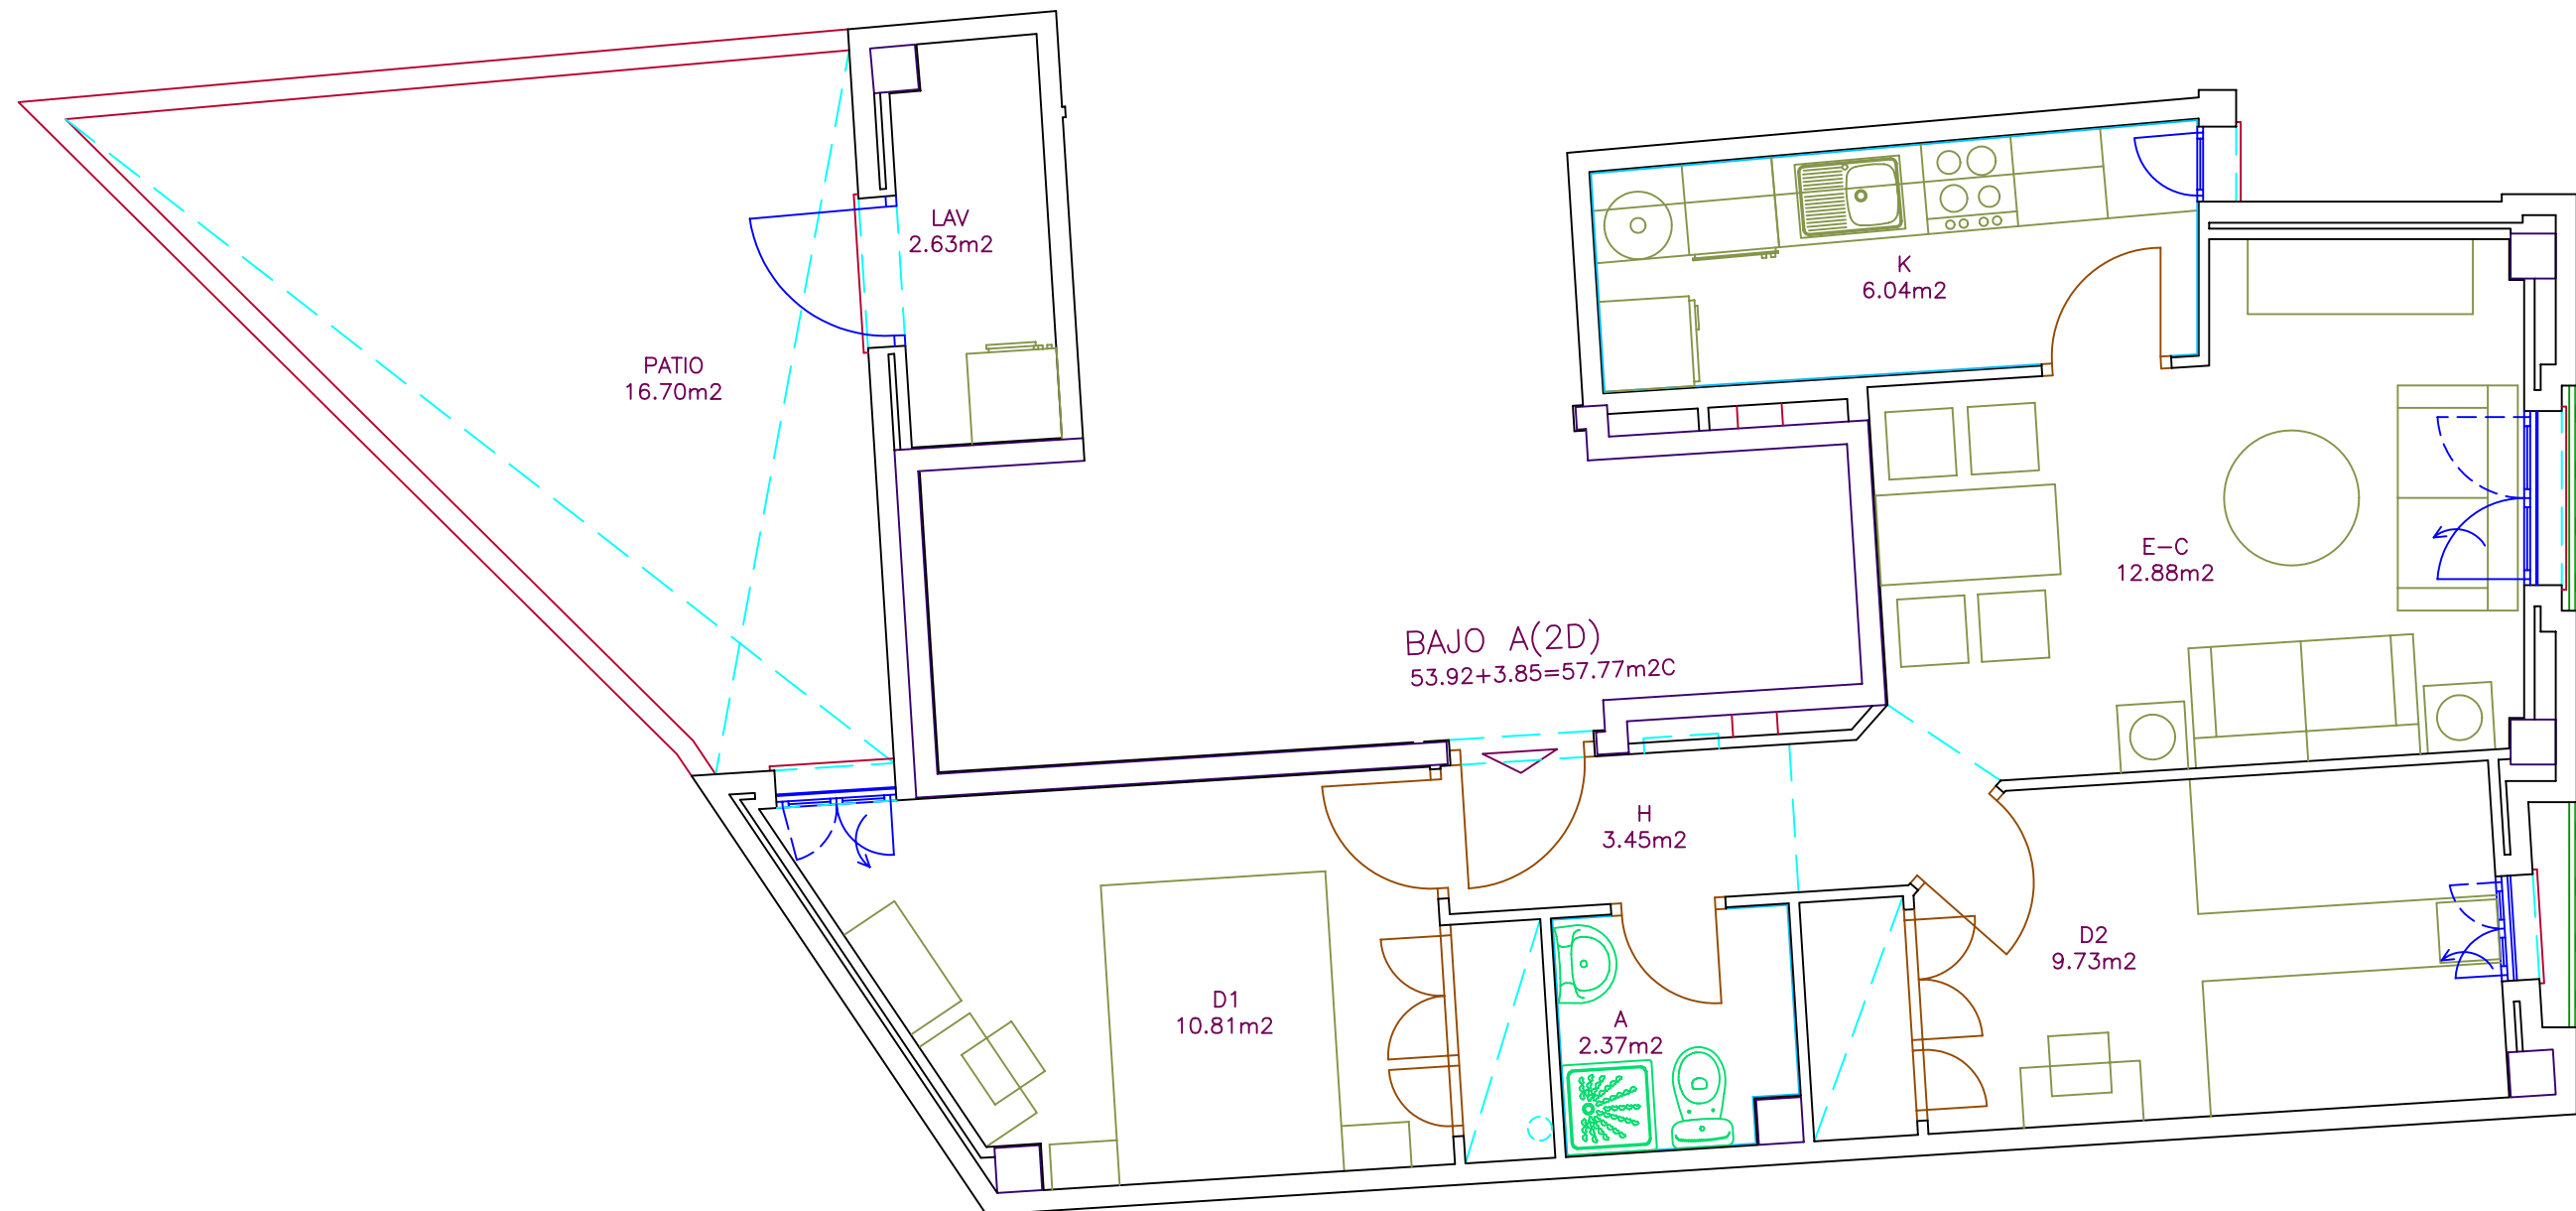 LAV
2.63m2
K
6.04m2
PATIO
16.70m2
E-C
12.88m2
BAJO A(2D)
53.92+3.85=57.77m2C
H
3.45m2
D2
9.73m2
D1
10.81m2
A
2.37m2